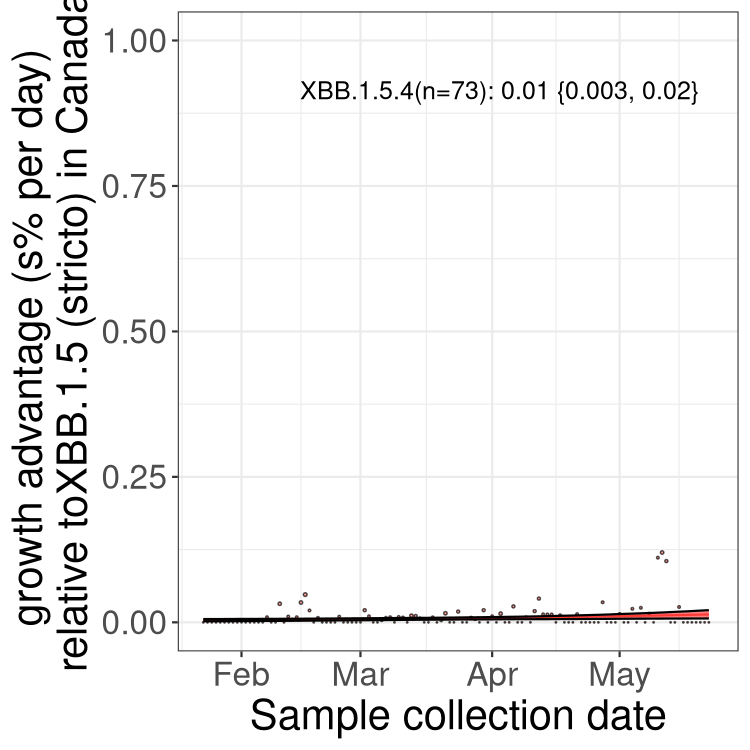 growth advantage (s% per day)
relative toXBB.1.5 (stricto) in Canada
1.00
0.75
0.50
0.25
0.00
XBB.1.5.4(n=73): 0.01 {0.003, 0.02}
Feb Mar Apr May
Sample collection date